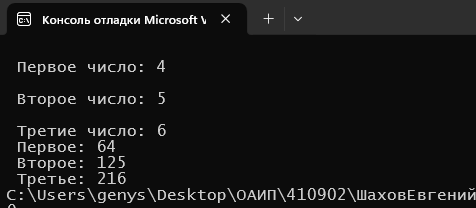 Консоль отладки Microsoft V
Первое число: 4
Второе число: 5
Третие число: 6
Первое: 64
Второе: 125
Третье: 216
C:\Users\genys\Desktop\ОАИП\410902\ШаховЕвгений